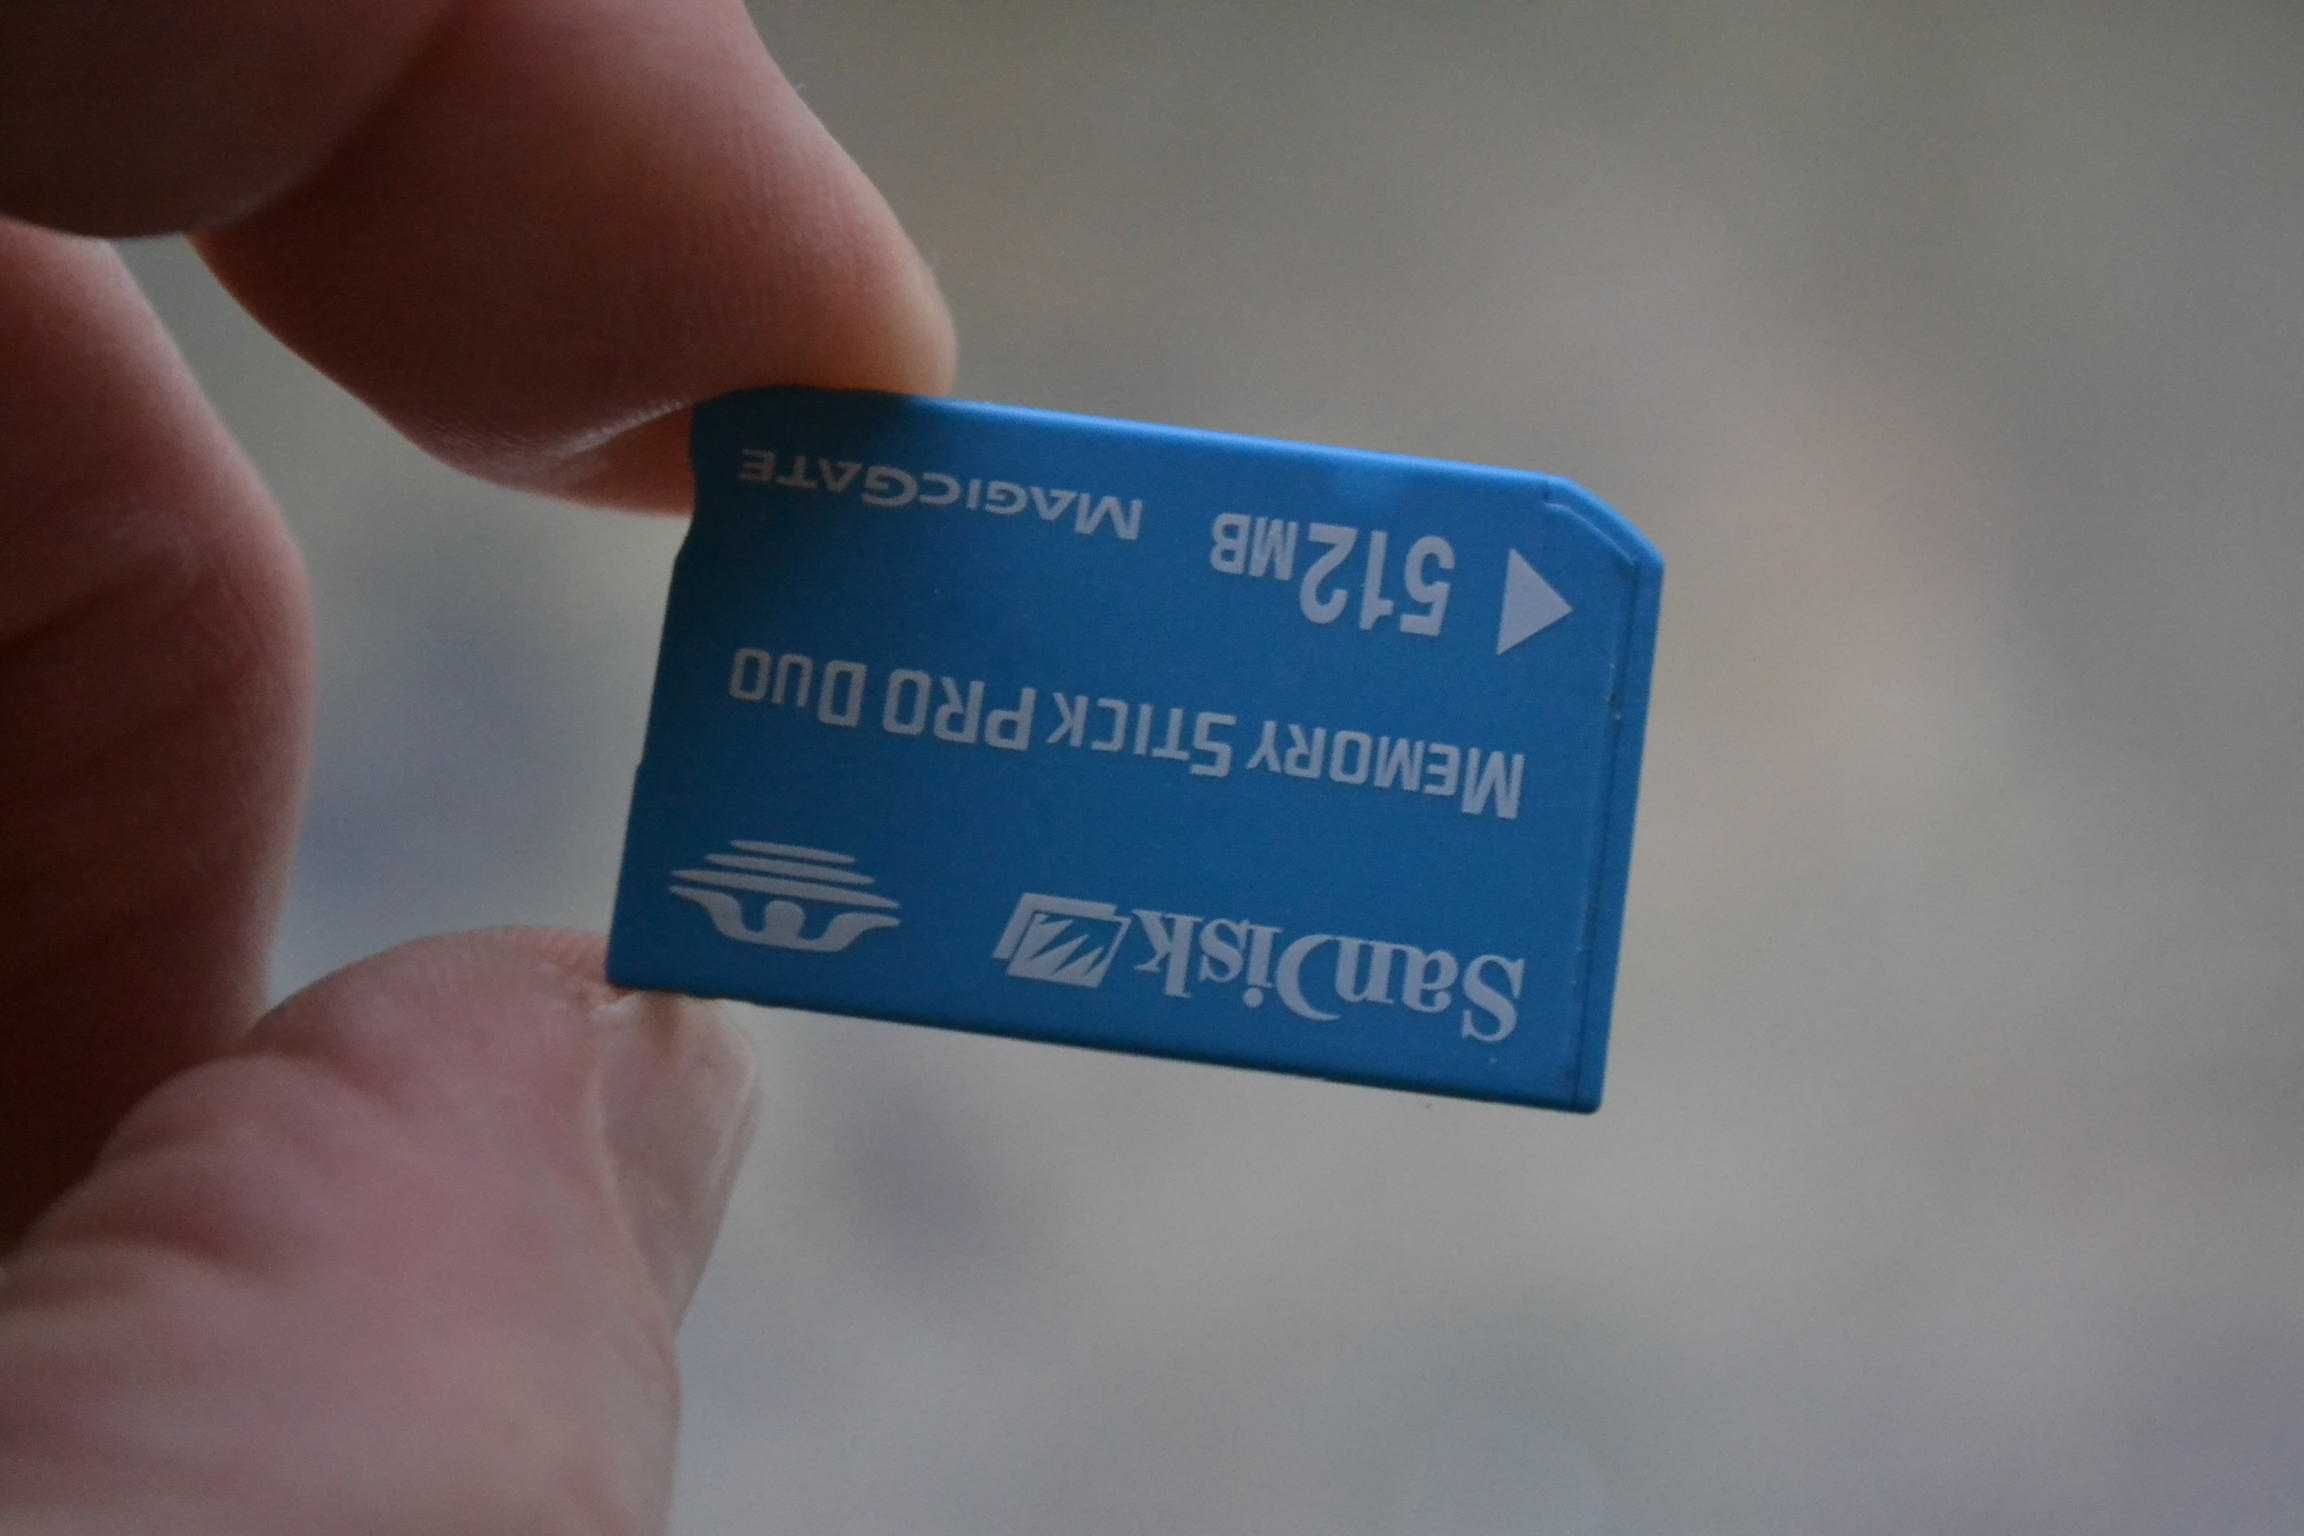 SanDisk
MEMORY STICK PRO DUO
512MB MAGICGATE